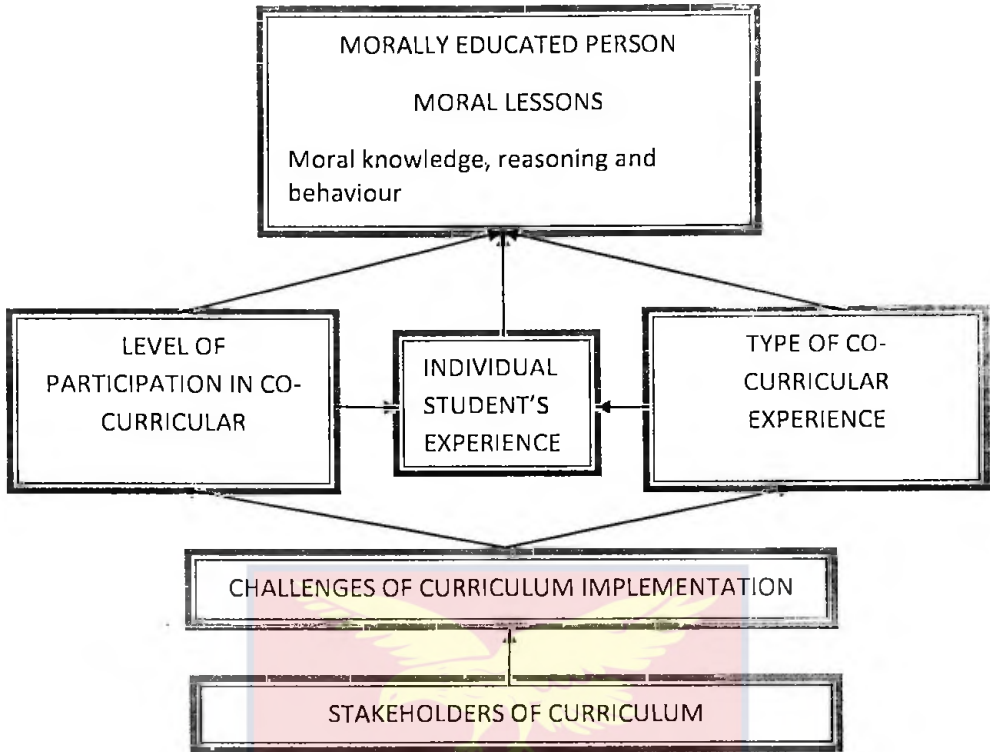 MORALLY EDUCATED PERSON
MORAL LESSONS
Moral knowledge, reasoning and
behaviour
LEVEL OF
PARTICIPATION IN CO-
CURRICULAR
INDIVIDUAL
STUDENT'S
EXPERIENCE
TYPE OF CO-
CURRICULAR
EXPERIENCE
CHALLENGES OF CURRICULUM IMPLEMENTATION
STAKEHOLDERS OF CURRICULUM